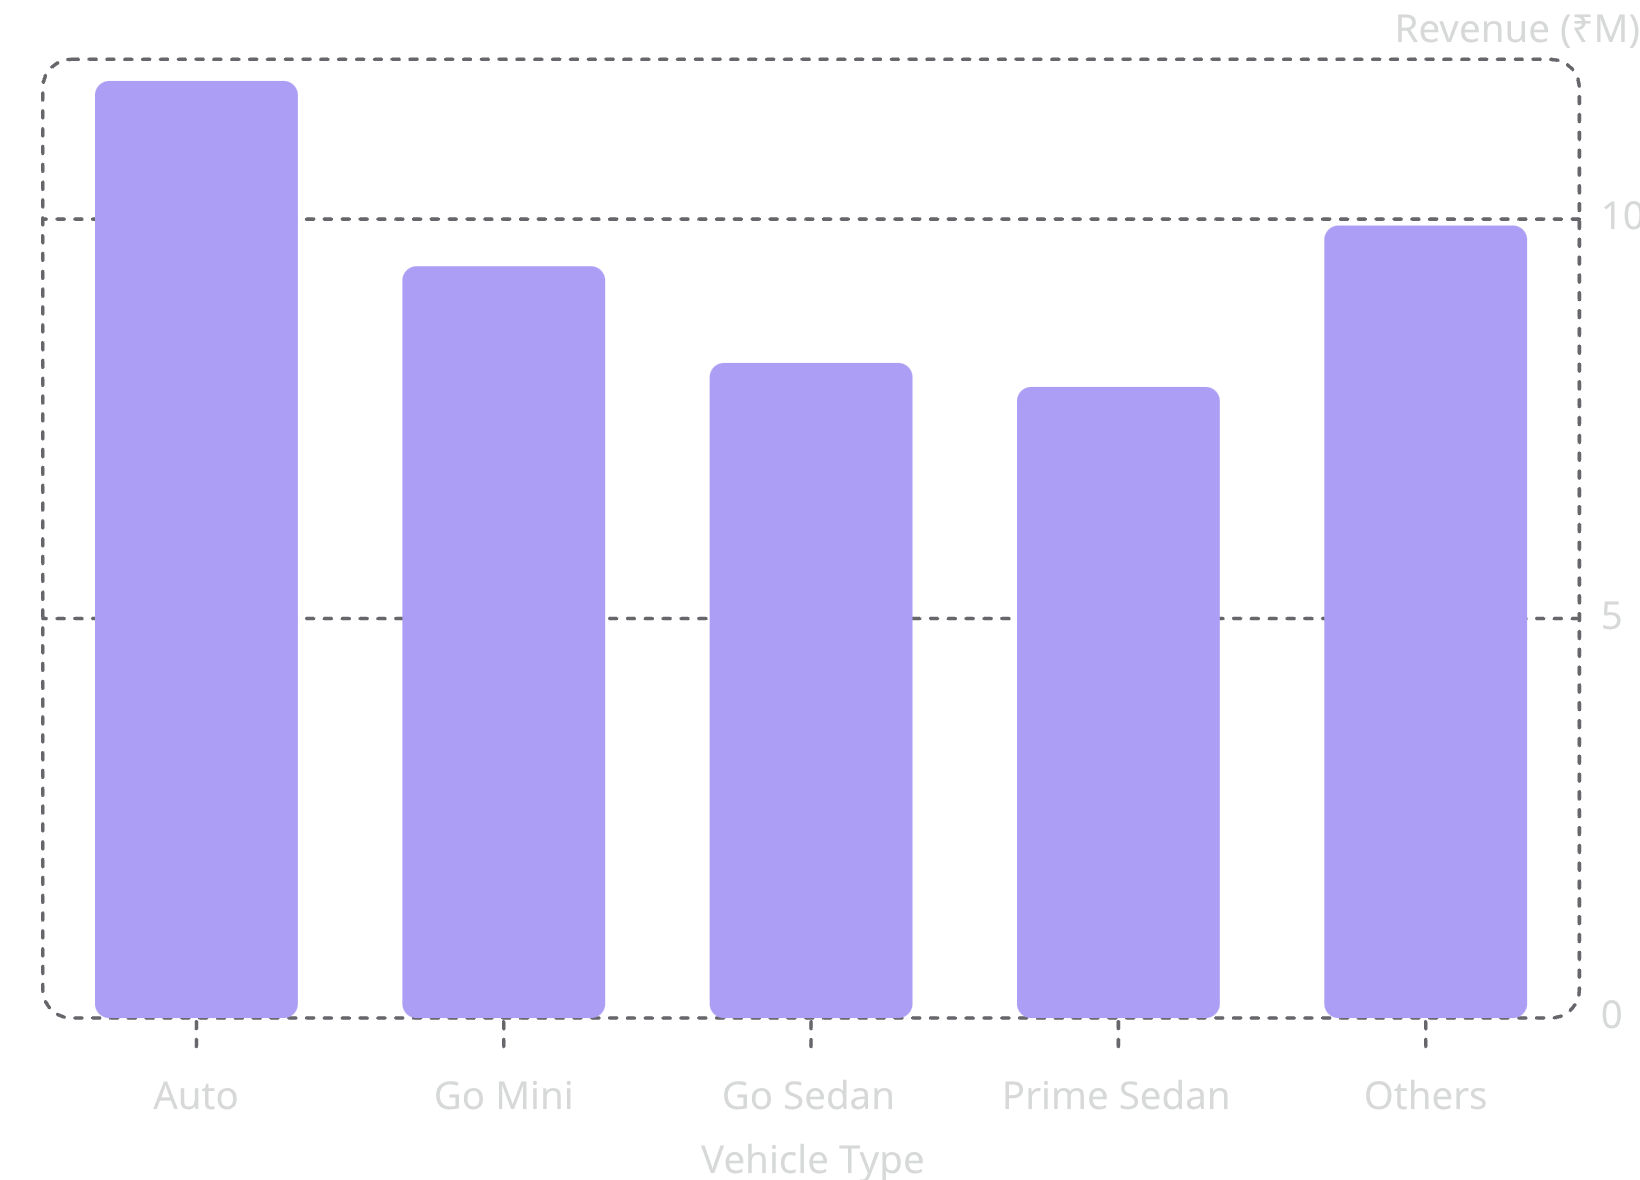 Revenue (₹M)
10
5
0
Auto Go Mini Go Sedan Prime Sedan Others
Vehicle Type